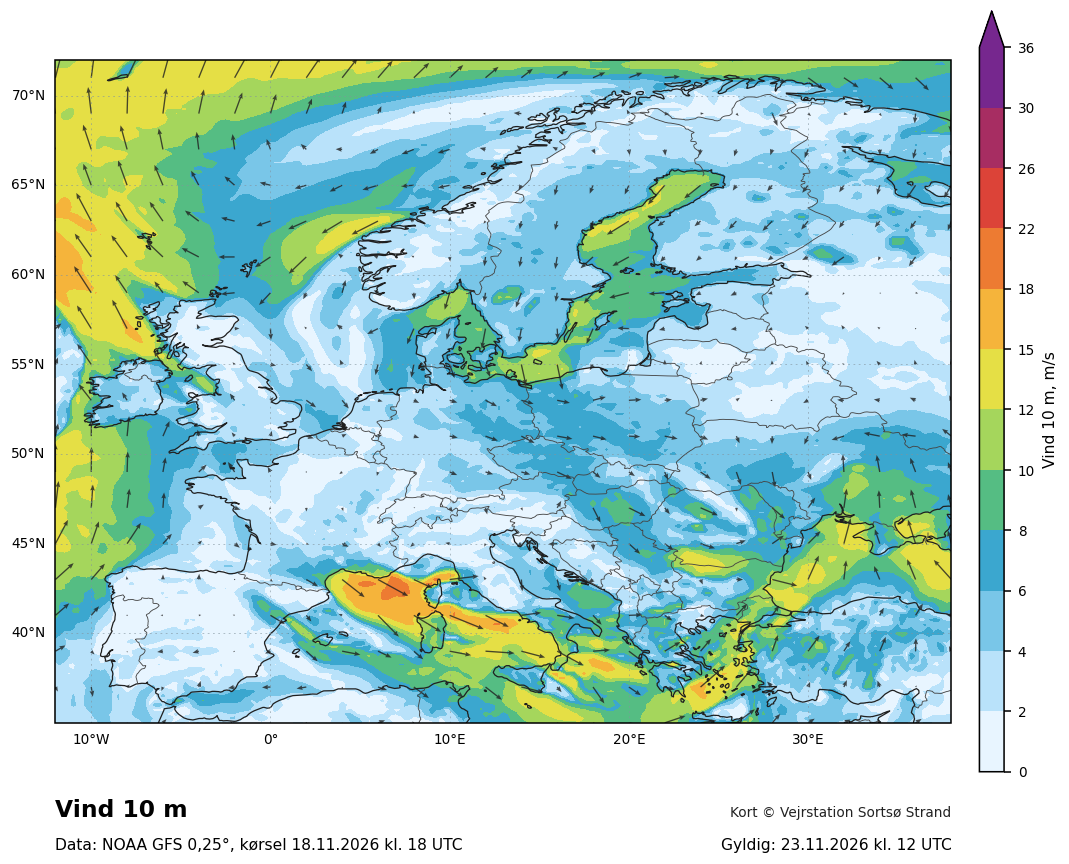 36
30
26
22
18
15
12
10
8
6
4
2
0
Vind 10 m, m/s
70°N
65°N
60°N
55°N
50°N
45°N
40°N
10°W
0°
10°E
20°E
30°E
Vind 10 m
Kort © Vejrstation Sortsø Strand
Data: NOAA GFS 0,25°, kørsel 18.11.2026 kl. 18 UTC
Gyldig: 23.11.2026 kl. 12 UTC